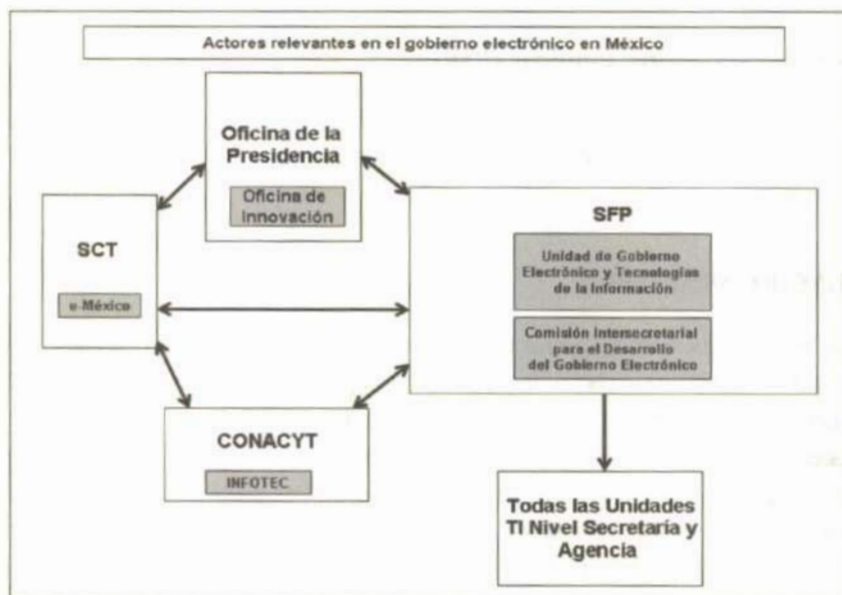 Actores relevantes en el gobierno electrónico en México
Oficina de la
Presidencia
Oficina de
Innovación
SCT
e-México
SFP
Unidad de Gobierno
Electrónico y Tecnologías
de la Información
Comisión Intersecretarial
para el Desarrollo
del Gobierno Electrónico
CONACYT
INFOTEC
Todas las Unidades
TI Nivel Secretaría y
Agencia